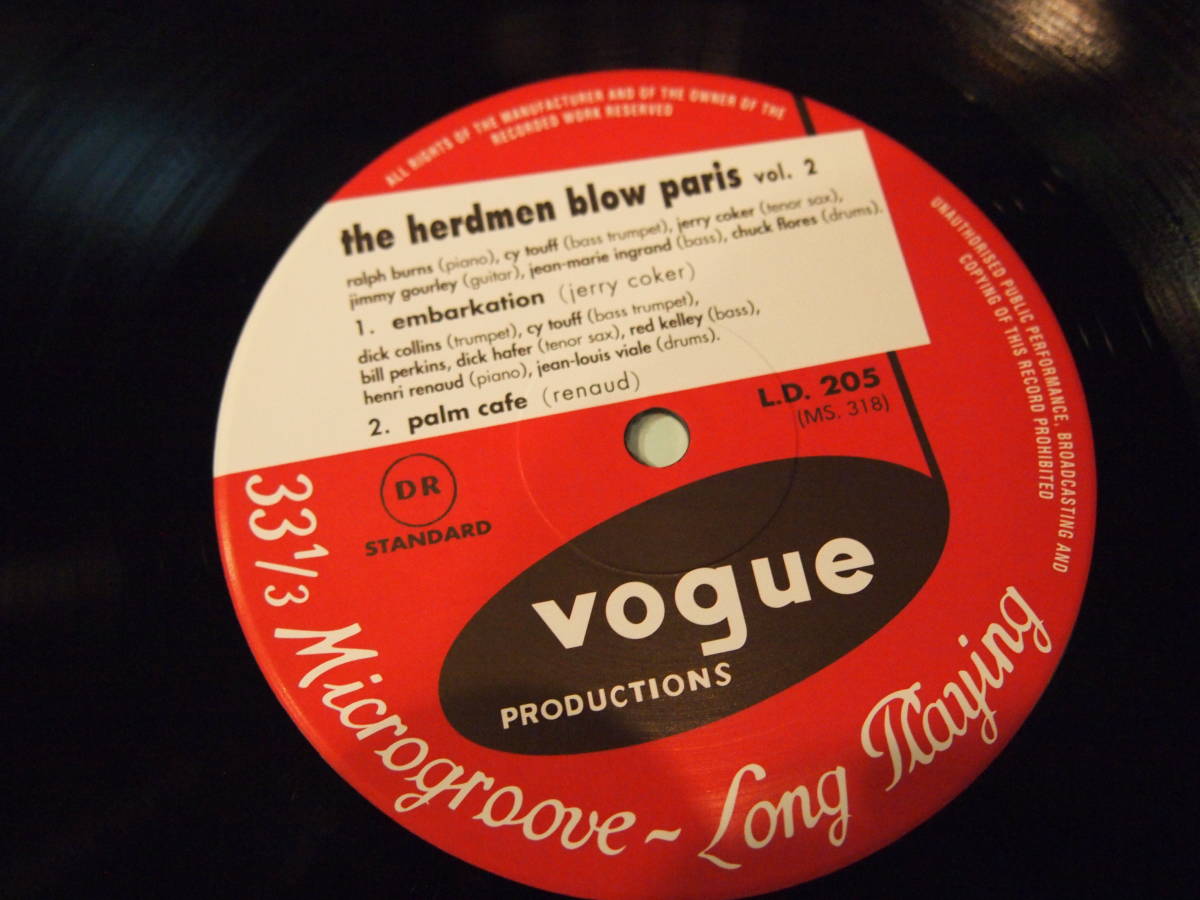 ALL RIGHTS OF THE MANUFACTURER AND OF THE OWNER OF THE
RECORDED WORK RESERVED
the herdmen blow paris vol. 2
ralph burns (piano), cy touff (bass trumpet), jerry coker (tenor sax),
jimmy gourley (guitar), jean-marie ingrand (bass), chuck flores (drums).
1. embarkation (jerry coker)
dick collins (trumpet), cy touff (bass trumpet),
bill perkins, dick hafer (tenor sax), red kelley (bass),
henri renaud (piano), jean-louis viale (drums).
2. palm cafe (renaud)
L.D. 205
(MS. 318)
DR
STANDARD
vogue
PRODUCTIONS
33 1/3 Microgroove ~ Long Playing
UNAUTHORISED PUBLIC PERFORMANCE, BROADCASTING AND
COPYING OF THIS RECORD PROHIBITED